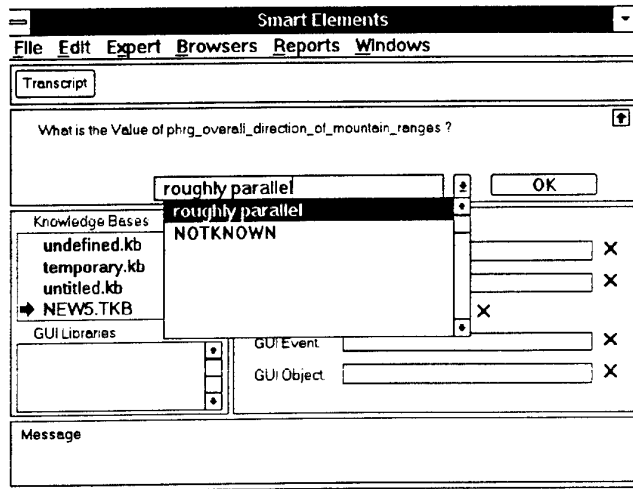 Smart Elements
File Edit Expert Browsers Reports Windows
Transcript
What is the Value of phrg_overall_direction_of_mountain_ranges ?
roughly parallel
OK
roughly parallel
NOTKNOWN
Knowledge Bases
undefined.kb
temporary.kb
untitled.kb
NEW5.TKB
GUI Libraries
GUI Event
GUI Object
Message